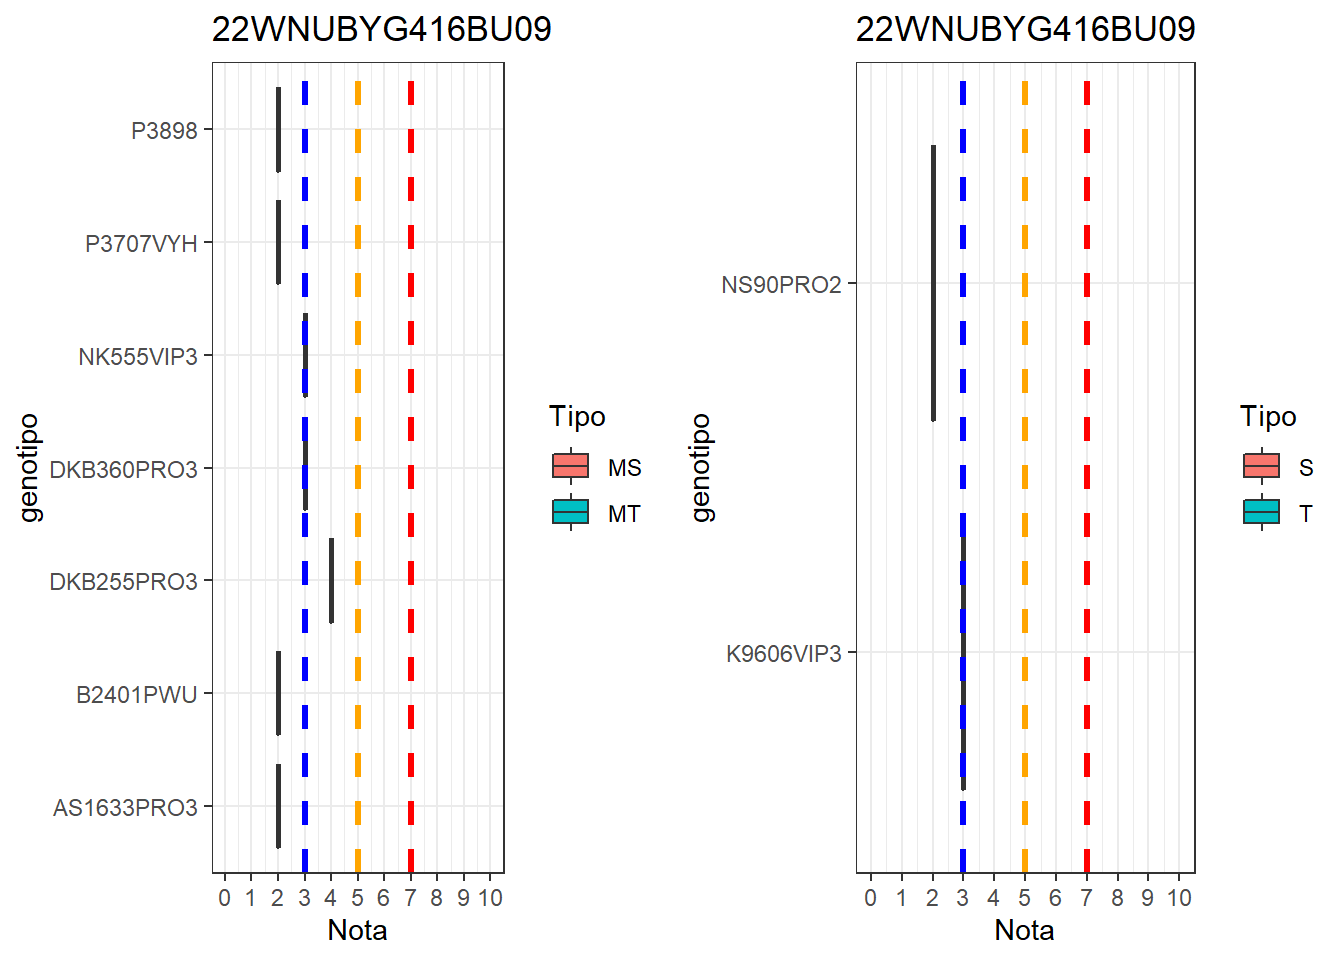 22WNUBYG416BU09
genotipo
P3898
P3707VYH
NK555VIP3
DKB360PRO3
DKB255PRO3
B2401PWU
AS1633PRO3
0 1 2 3 4 5 6 7 8 9 10
Nota
Tipo
MS
MT
22WNUBYG416BU09
genotipo
NS90PRO2
K9606VIP3
0 1 2 3 4 5 6 7 8 9 10
Nota
Tipo
S
T